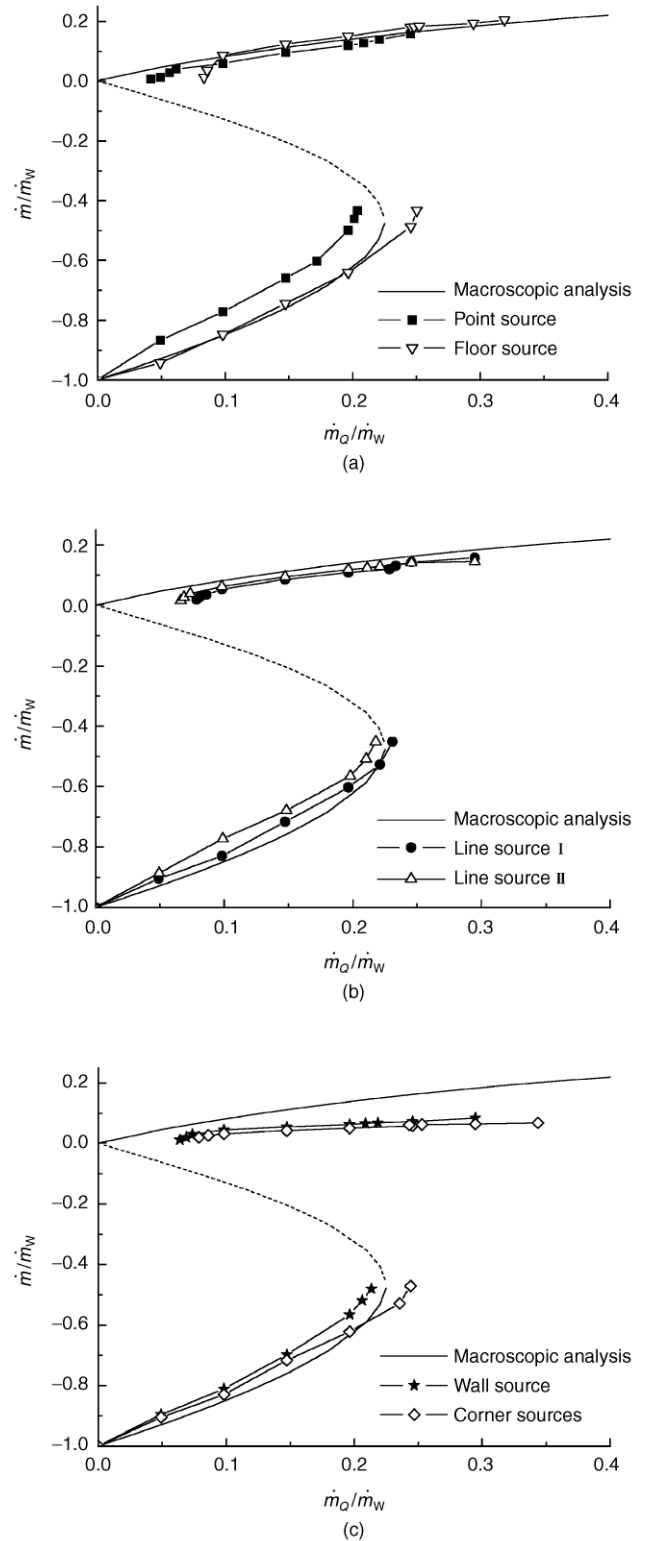 0.2
0.0
−0.2
−0.4
−0.6
−0.8
−1.0
ṁ/ṁW
Macroscopic analysis
Point source
Floor source
0.0 0.1 0.2 0.3 0.4
ṁQ/ṁW
(a)
0.2
0.0
−0.2
−0.4
−0.6
−0.8
−1.0
ṁ/ṁW
Macroscopic analysis
Line source I
Line source II
0.0 0.1 0.2 0.3 0.4
ṁQ/ṁW
(b)
0.2
0.0
−0.2
−0.4
−0.6
−0.8
−1.0
ṁ/ṁW
Macroscopic analysis
Wall source
Corner sources
0.0 0.1 0.2 0.3 0.4
ṁQ/ṁW
(c)